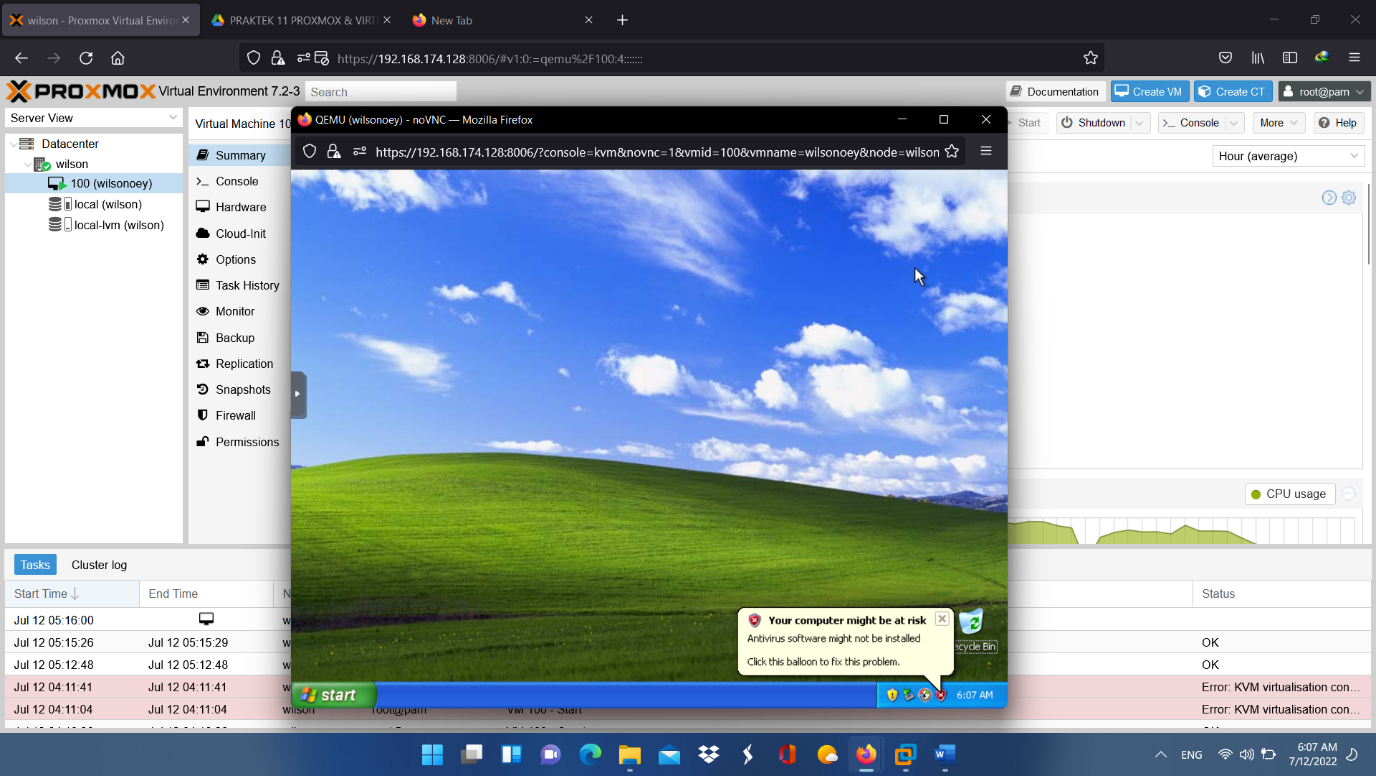 wilson - Proxmox Virtual Enviror
PRAKTEK 11 PROXMOX & VIRT
New Tab
https://192.168.174.128:8006/#v1:0:=qemu%2F100:4:::::::
PROXMOX Virtual Environment 7.2-3
Search
Documentation
Create VM
Create CT
root@pam
Server View
Datacenter
wilson
100 (wilsonoey)
local (wilson)
local-lvm (wilson)
Virtual Machine 10
Start
Shutdown
Console
More
Help
Hour (average)
Summary
Console
Hardware
Cloud-Init
Options
Task History
Monitor
Backup
Replication
Snapshots
Firewall
Permissions
QEMU (wilsonoey) - noVNC — Mozilla Firefox
https://192.168.174.128:8006/?console=kvm&novnc=1&vmid=100&vmname=wilsonoey&node=wilson
CPU usage
Your computer might be at risk
Antivirus software might not be installed
Click this balloon to fix this problem.
ecycle Bin
start
6:07 AM
Tasks
Cluster log
Start Time
End Time
N
Status
Jul 12 05:16:00
w
Jul 12 05:15:26
Jul 12 05:15:29
w
OK
Jul 12 05:12:48
Jul 12 05:12:48
w
OK
Jul 12 04:11:41
Jul 12 04:11:41
w
Error: KVM virtualisation con...
Jul 12 04:11:04
Jul 12 04:11:04
wilson
root@pam
VM 100 - Start
Error: KVM virtualisation con...
ENG
6:07 AM
7/12/2022